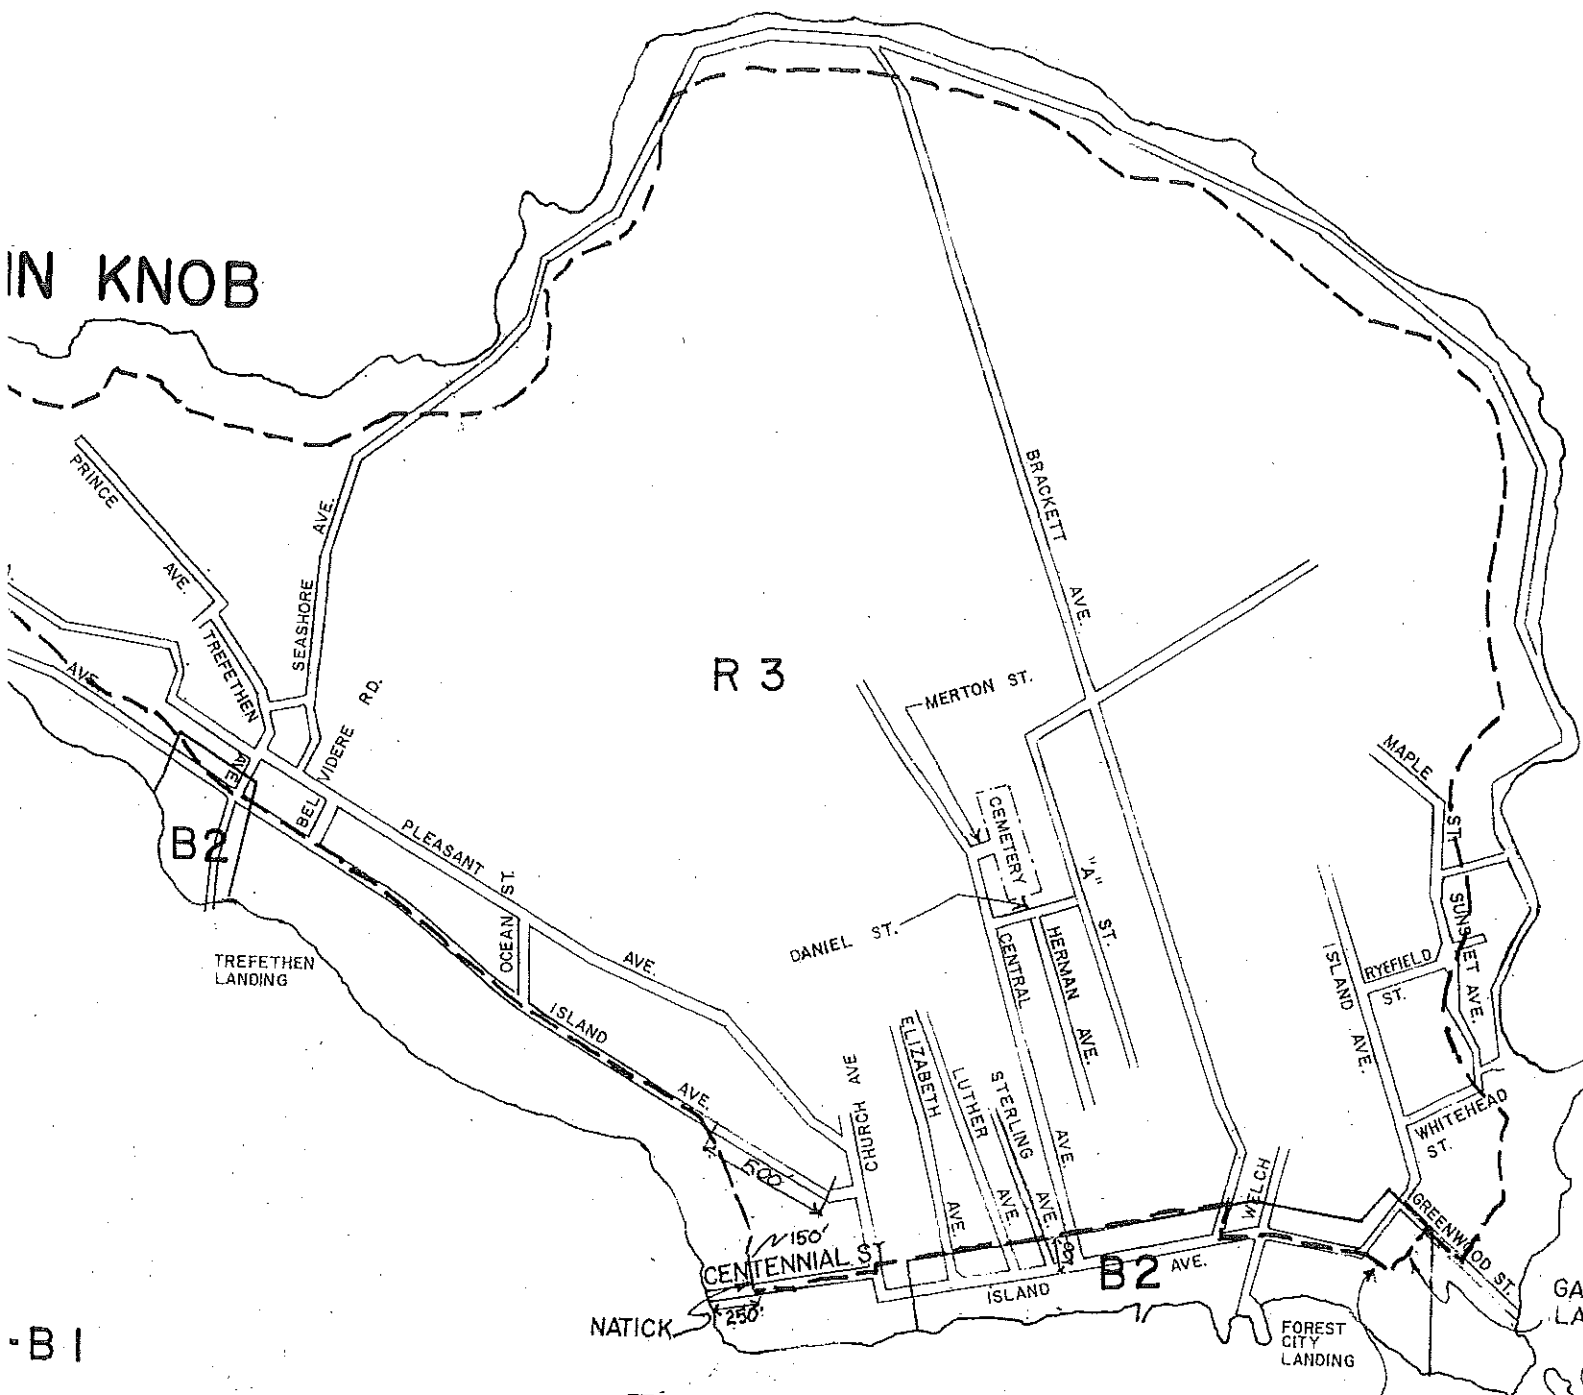 IN KNOB
PRINCE
AVE.
TREFETHEN
AVE.
SEASHORE
AVE.
BEL
VIDERE RD.
AVE.
B2
TREFETHEN
LANDING
PLEASANT
AVE.
OCEAN ST.
ISLAND
AVE.
R 3
BRACKETT
AVE.
MERTON ST.
CEMETERY
"A"
ST.
DANIEL ST.
CENTRAL
AVE.
HERMAN
AVE.
ELIZABETH
AVE.
LUTHER
AVE.
STERLING
AVE.
CHURCH AVE
500'
150'
CENTENNIAL ST
250'
NATICK
ISLAND
AVE.
B2
WELCH
MAPLE
ST.
SUNSET AVE.
RYEFIELD
ST.
ISLAND AVE.
WHITEHEAD
ST.
GREENWOOD ST.
FOREST
CITY
LANDING
GA
LA
-B1